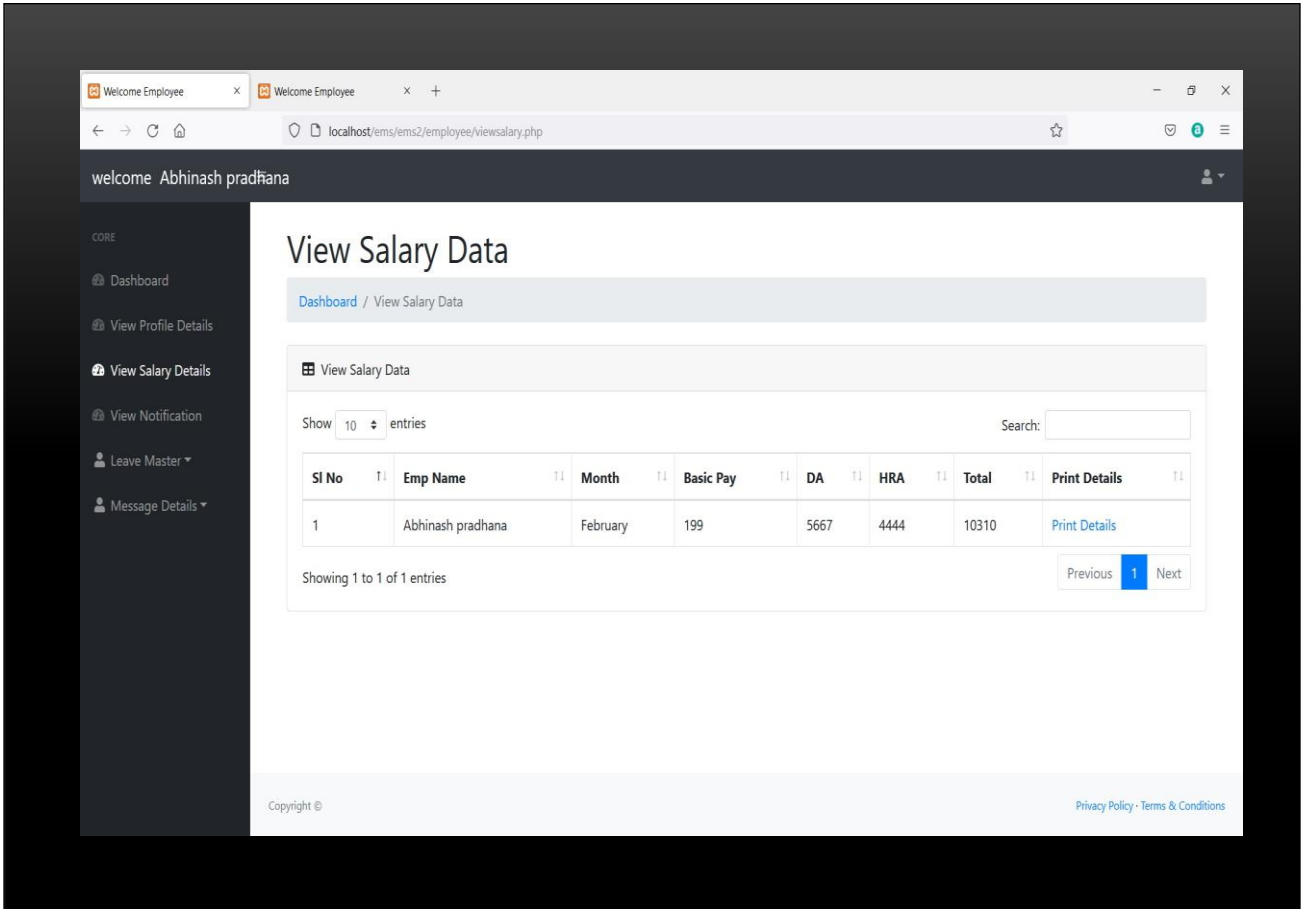 Welcome Employee
Welcome Employee
localhost/ems/ems2/employee/viewsalary.php
welcome Abhinash pradhana
CORE
Dashboard
View Profile Details
View Salary Details
View Notification
Leave Master
Message Details
View Salary Data
Dashboard / View Salary Data
View Salary Data
Show 10 entries Search:
Sl No Emp Name Month Basic Pay DA HRA Total Print Details
1 Abhinash pradhana February 199 5667 4444 10310 Print Details
Showing 1 to 1 of 1 entries Previous 1 Next
Copyright © Privacy Policy · Terms & Conditions